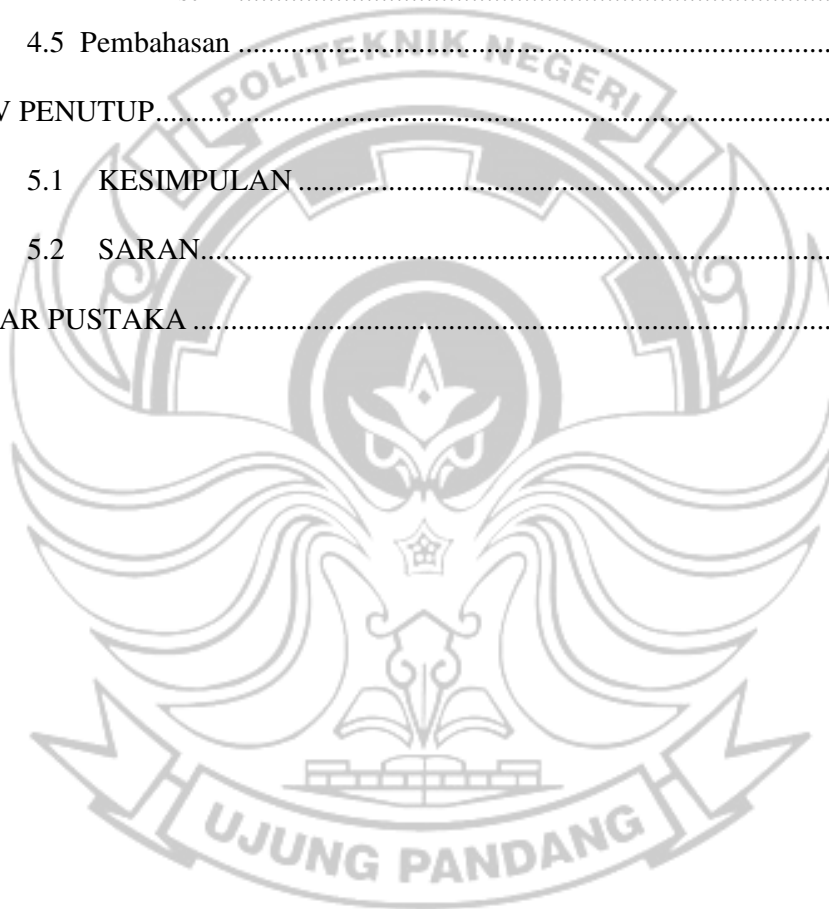 4.5 Pembahasan ........................................................................
V PENUTUP....................................................................................
5.1 KESIMPULAN ..................................................................
5.2 SARAN..............................................................................
AR PUSTAKA ................................................................................
POLITEKNIK NEGERI
UJUNG PANDANG